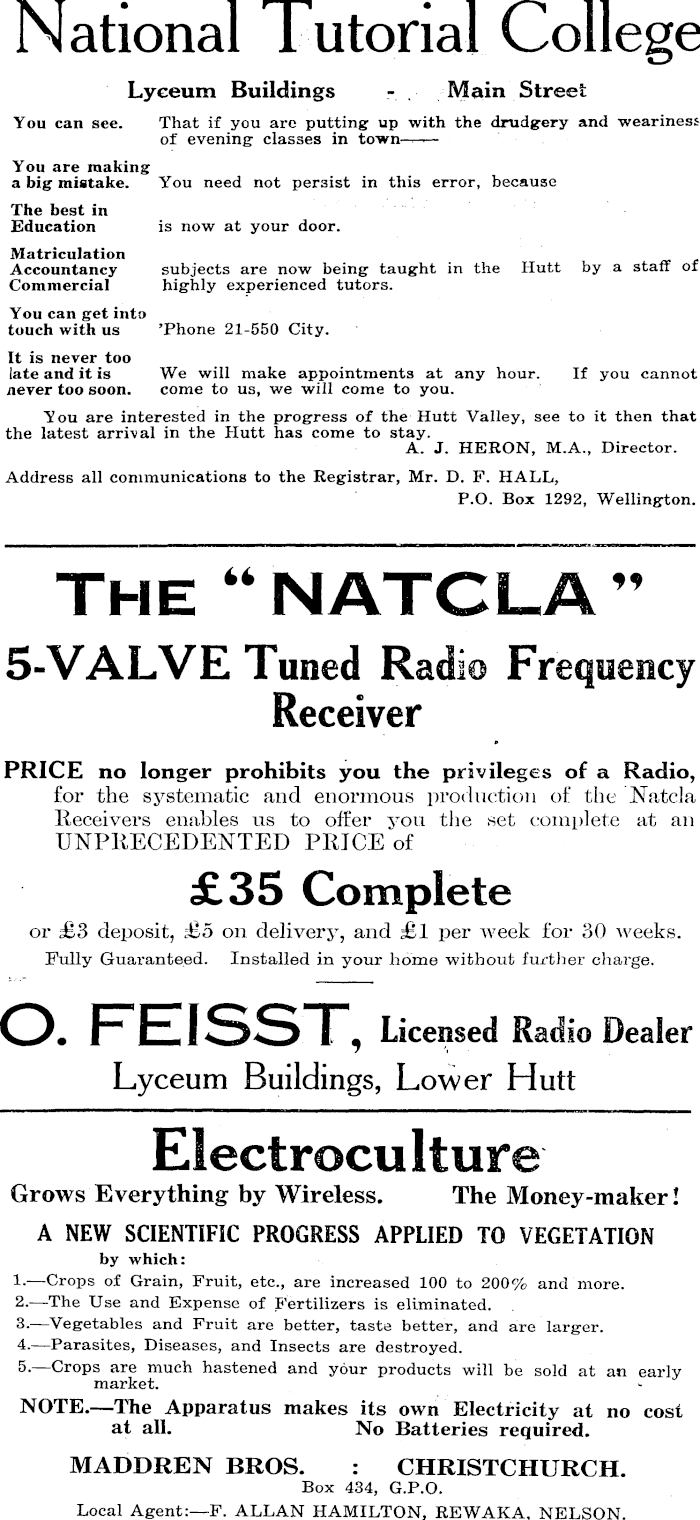 National Tutorial College
Lyceum Buildings - Main Street
You can see. That if you are putting up with the drudgery and weariness
of evening classes in town——
You are making
a big mistake. You need not persist in this error, because
The best in
Education is now at your door.
Matriculation
Accountancy subjects are now being taught in the Hutt by a staff of
Commercial highly experienced tutors.
You can get into
touch with us 'Phone 21-550 City.
It is never too
late and it is We will make appointments at any hour. If you cannot
never too soon. come to us, we will come to you.
You are interested in the progress of the Hutt Valley, see to it then that
the latest arrival in the Hutt has come to stay.
A. J. HERON, M.A., Director.
Address all communications to the Registrar, Mr. D. F. HALL,
P.O. Box 1292, Wellington.
THE "NATCLA"
5-VALVE Tuned Radio Frequency
Receiver
PRICE no longer prohibits you the privileges of a Radio,
for the systematic and enormous production of the Natcla
Receivers enables us to offer you the set complete at an
UNPRECEDENTED PRICE of
£35 Complete
or £3 deposit, £5 on delivery, and £1 per week for 30 weeks.
Fully Guaranteed. Installed in your home without further charge.
O. FEISST, Licensed Radio Dealer
Lyceum Buildings, Lower Hutt
Electroculture
Grows Everything by Wireless. The Money-maker!
A NEW SCIENTIFIC PROGRESS APPLIED TO VEGETATION
by which:
1.—Crops of Grain, Fruit, etc., are increased 100 to 200% and more.
2.—The Use and Expense of Fertilizers is eliminated.
3.—Vegetables and Fruit are better, taste better, and are larger.
4.—Parasites, Diseases, and Insects are destroyed.
5.—Crops are much hastened and your products will be sold at an early
market.
NOTE.—The Apparatus makes its own Electricity at no cost
at all. No Batteries required.
MADDREN BROS. : CHRISTCHURCH.
Box 434, G.P.O.
Local Agent:—F. ALLAN HAMILTON, REWAKA, NELSON.